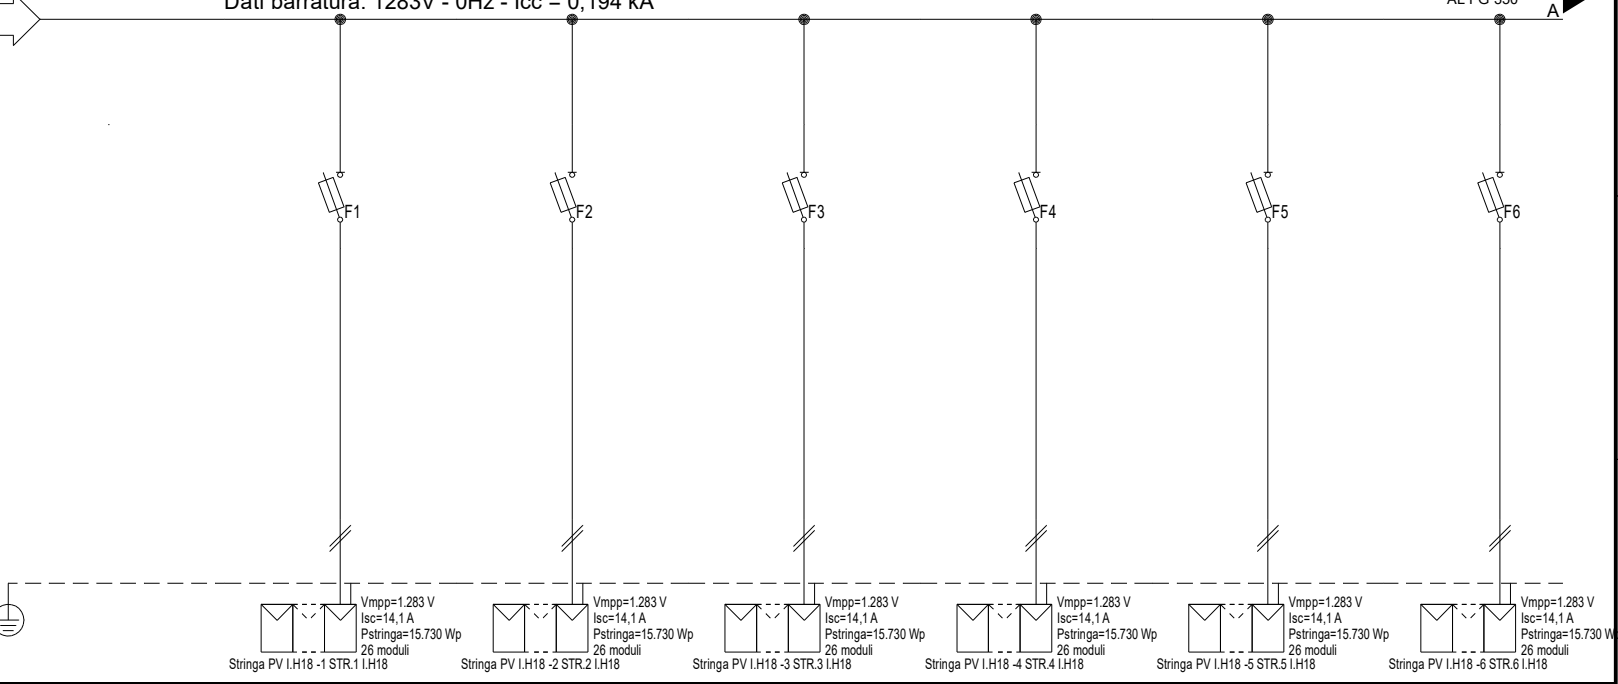 Dati barratura: 1283V - 0Hz - Icc = 0,194 kA
A
F1
F2
F3
F4
F5
F6
Vmpp=1.283 V
Isc=14,1 A
Pstringa=15.730 Wp
26 moduli
Stringa PV I.H18 -1 STR.1 I.H18
Vmpp=1.283 V
Isc=14,1 A
Pstringa=15.730 Wp
26 moduli
Stringa PV I.H18 -2 STR.2 I.H18
Vmpp=1.283 V
Isc=14,1 A
Pstringa=15.730 Wp
26 moduli
Stringa PV I.H18 -3 STR.3 I.H18
Vmpp=1.283 V
Isc=14,1 A
Pstringa=15.730 Wp
26 moduli
Stringa PV I.H18 -4 STR.4 I.H18
Vmpp=1.283 V
Isc=14,1 A
Pstringa=15.730 Wp
26 moduli
Stringa PV I.H18 -5 STR.5 I.H18
Vmpp=1.283 V
Isc=14,1 A
Pstringa=15.730 W
26 moduli
Stringa PV I.H18 -6 STR.6 I.H18